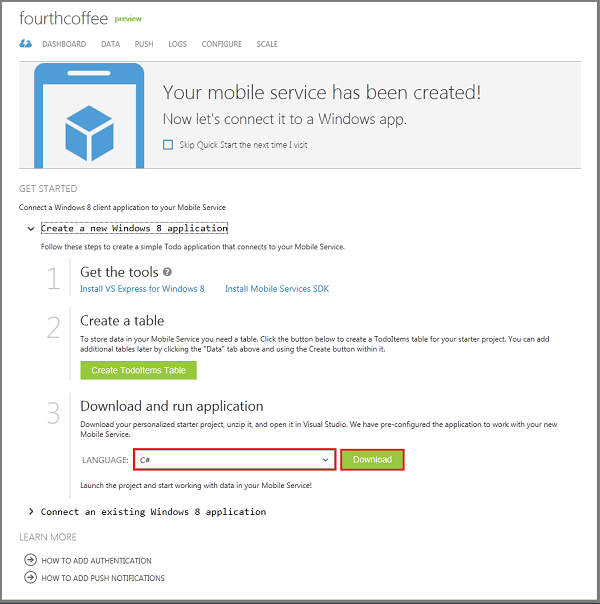 fourthcoffee preview
DASHBOARD DATA PUSH LOGS CONFIGURE SCALE
Your mobile service has been created!
Now let's connect it to a Windows app.
Skip Quick Start the next time I visit
GET STARTED
Connect a Windows 8 client application to your Mobile Service
Create a new Windows 8 application
Follow these steps to create a simple Todo application that connects to your Mobile Service.
1 Get the tools ?
Install VS Express for Windows 8 Install Mobile Services SDK
2 Create a table
To store data in your Mobile Service you need a table. Click the button below to create a TodoItems table for your starter project. You can add
additional tables later by clicking the "Data" tab above and using the Create button within it.
Create TodoItems Table
3 Download and run application
Download your personalized starter project, unzip it, and open it in Visual Studio. We have pre-configured the application to work with your new
Mobile Service.
LANGUAGE: C# Download
Launch the project and start working with data in your Mobile Service!
Connect an existing Windows 8 application
LEARN MORE
HOW TO ADD AUTHENTICATION
HOW TO ADD PUSH NOTIFICATIONS